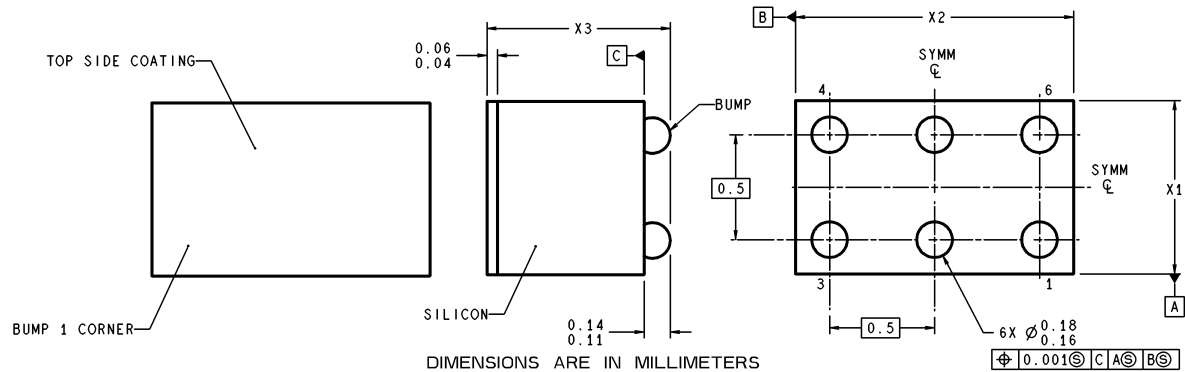 TOP SIDE COATING
BUMP 1 CORNER
X3
0.06
0.04
C
BUMP
SILICON
0.14
0.11
B
X2
SYMM
℄
4
6
0.5
SYMM
℄
X1
3
1
A
0.5
6X Ø 0.18
0.16
⌖ 0.001Ⓢ C AⓈ BⓈ
DIMENSIONS ARE IN MILLIMETERS